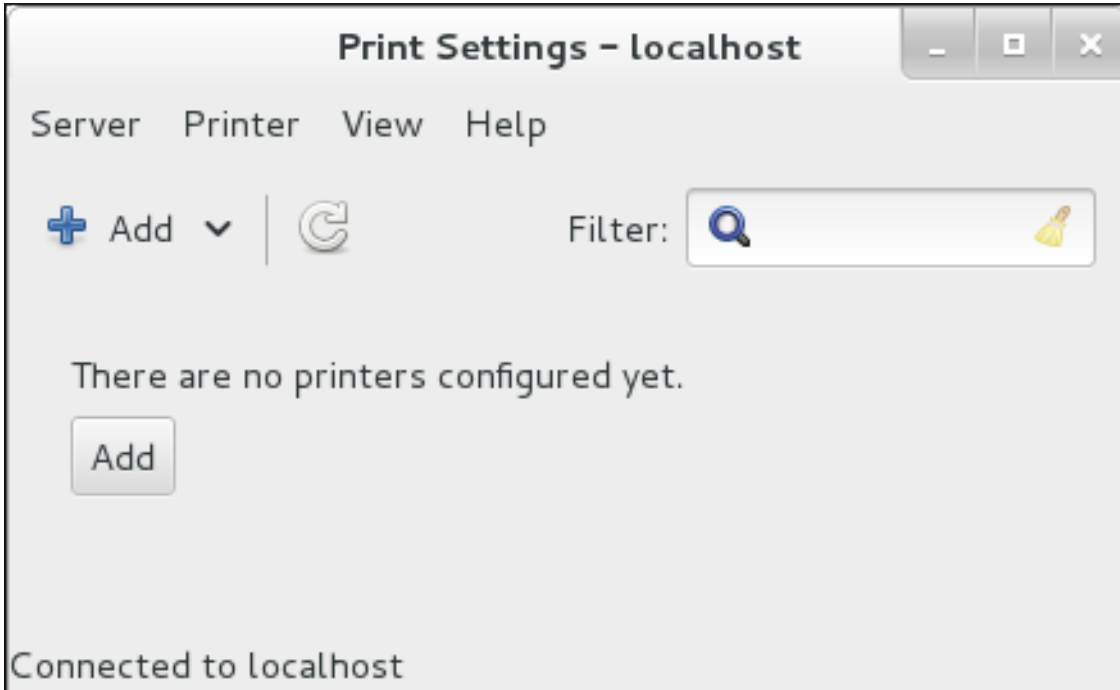 Print Settings – localhost
Server Printer View Help
Add Filter:
There are no printers configured yet.
Add
Connected to localhost